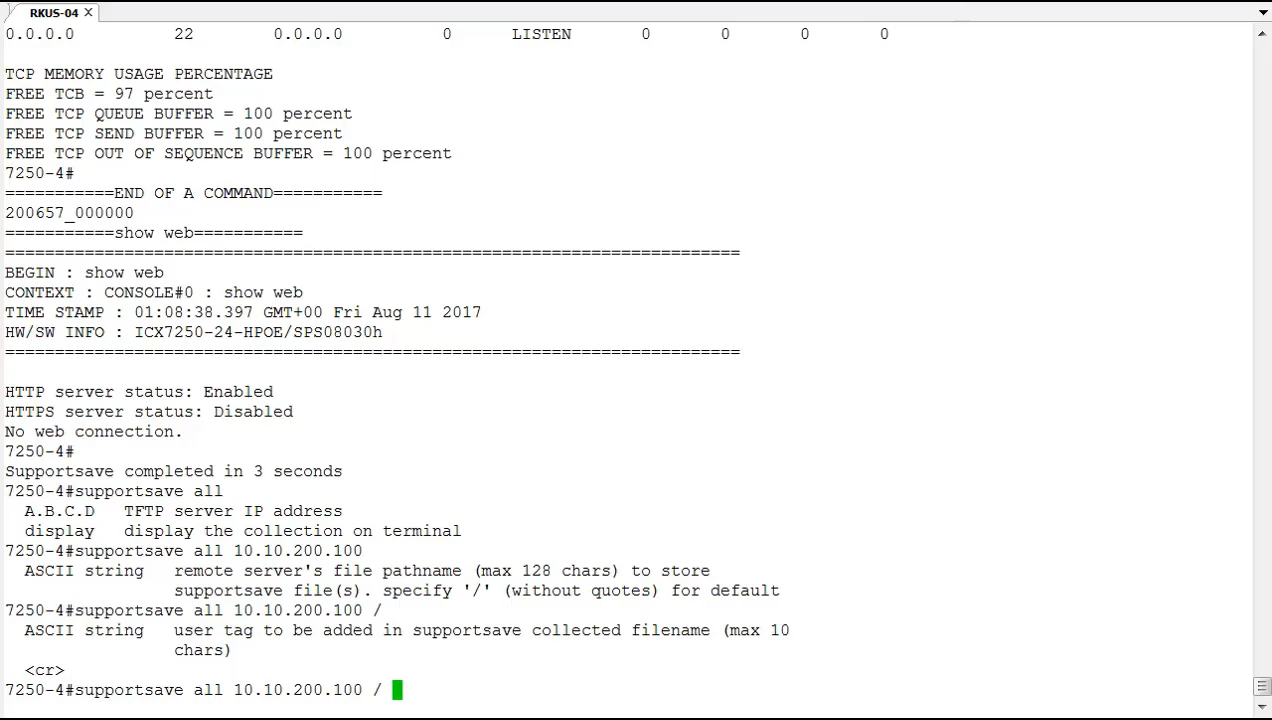 RKUS-04
0.0.0.0 22 0.0.0.0 0 LISTEN 0 0 0 0
TCP MEMORY USAGE PERCENTAGE
FREE TCB = 97 percent
FREE TCP QUEUE BUFFER = 100 percent
FREE TCP SEND BUFFER = 100 percent
FREE TCP OUT OF SEQUENCE BUFFER = 100 percent
7250-4#
===========END OF A COMMAND===========
200657_000000
===========show web===========
==========================================================================
BEGIN : show web
CONTEXT : CONSOLE#0 : show web
TIME STAMP : 01:08:38.397 GMT+00 Fri Aug 11 2017
HW/SW INFO : ICX7250-24-HPOE/SPS08030h
==========================================================================
HTTP server status: Enabled
HTTPS server status: Disabled
No web connection.
7250-4#
Supportsave completed in 3 seconds
7250-4#supportsave all
A.B.C.D TFTP server IP address
display display the collection on terminal
7250-4#supportsave all 10.10.200.100
ASCII string remote server's file pathname (max 128 chars) to store
supportsave file(s). specify '/' (without quotes) for default
7250-4#supportsave all 10.10.200.100 /
ASCII string user tag to be added in supportsave collected filename (max 10
chars)
<cr>
7250-4#supportsave all 10.10.200.100 /